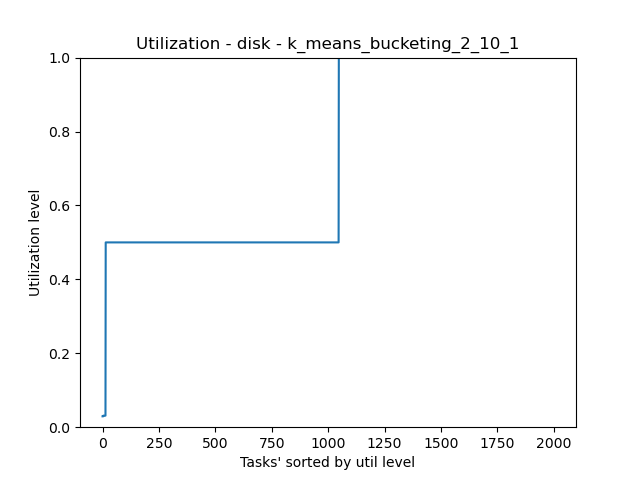 Utilization - disk - k_means_bucketing_2_10_1
1.0
0.8
0.6
0.4
0.2
0.0
Utilization level
0 250 500 750 1000 1250 1500 1750 2000
Tasks' sorted by util level